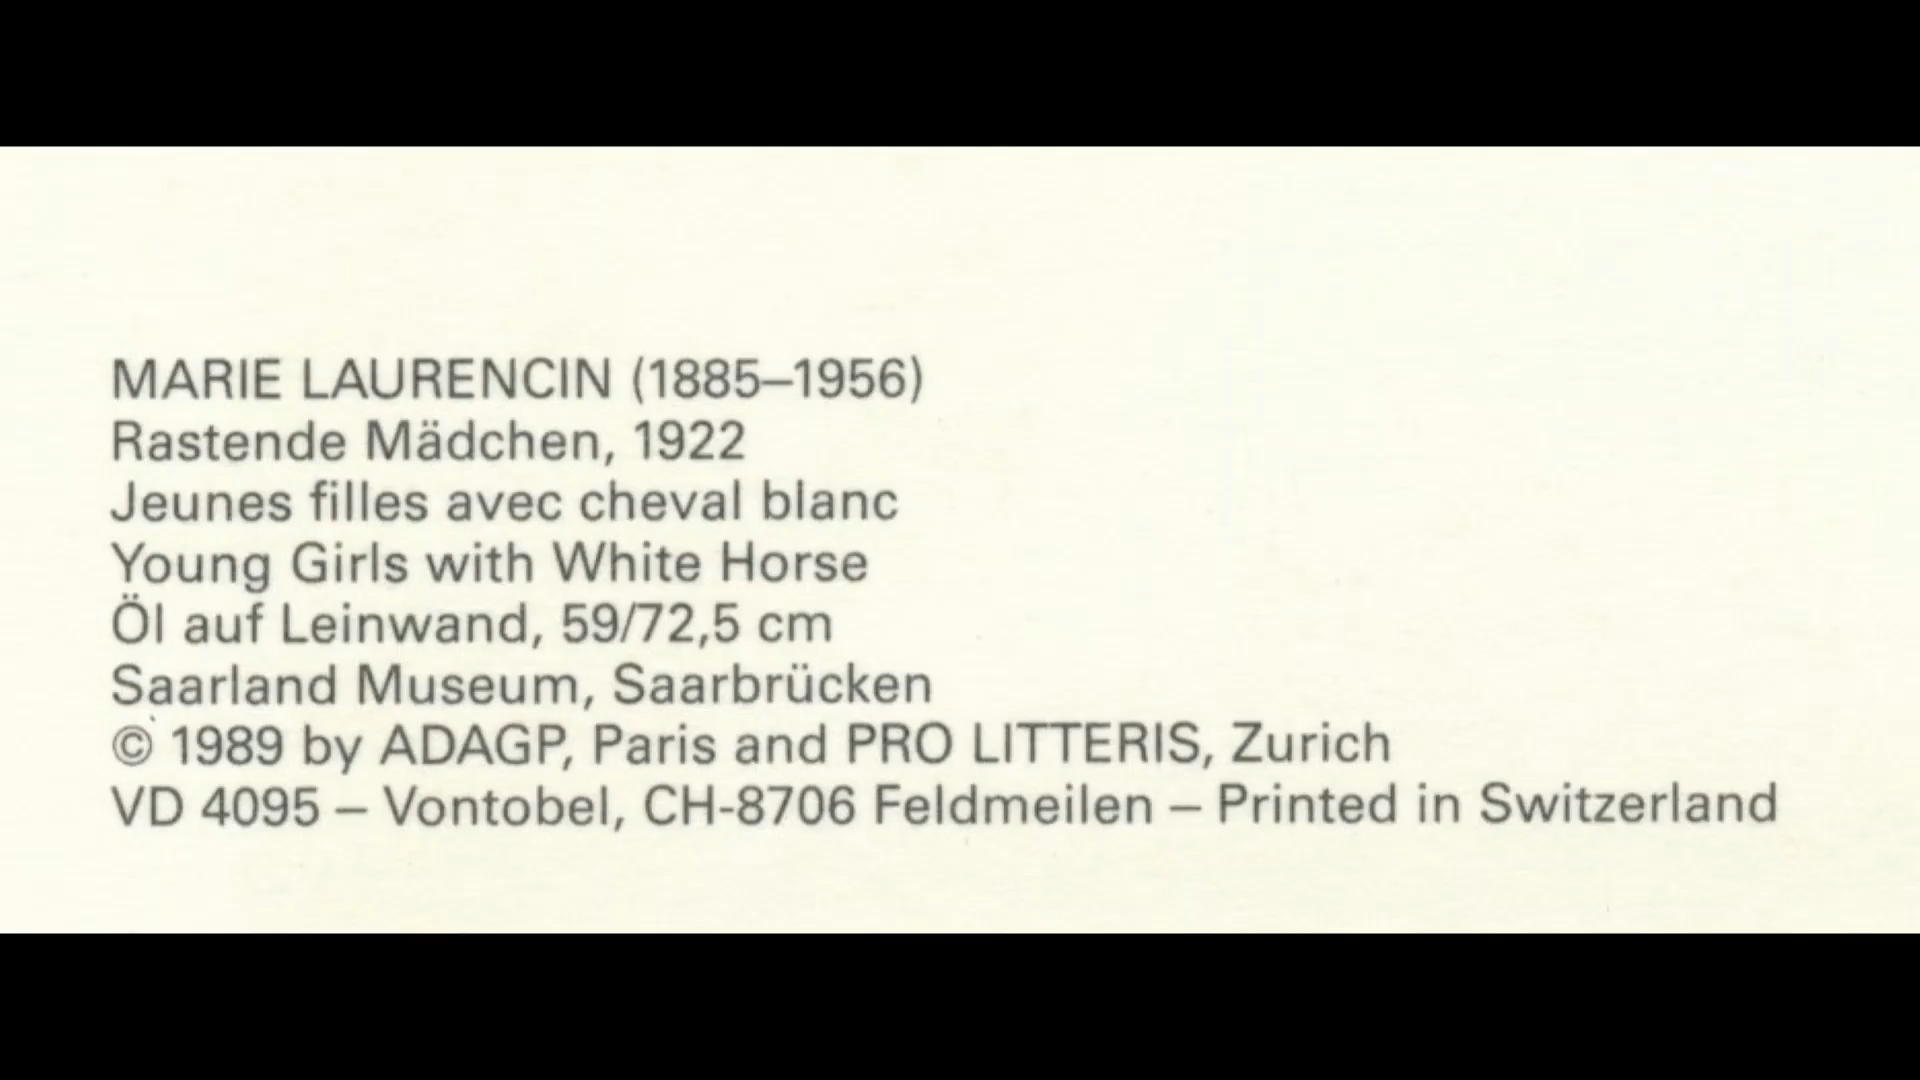 MARIE LAURENCIN (1885–1956)
Rastende Mädchen, 1922
Jeunes filles avec cheval blanc
Young Girls with White Horse
Öl auf Leinwand, 59/72,5 cm
Saarland Museum, Saarbrücken
© 1989 by ADAGP, Paris and PRO LITTERIS, Zurich
VD 4095 – Vontobel, CH-8706 Feldmeilen – Printed in Switzerland